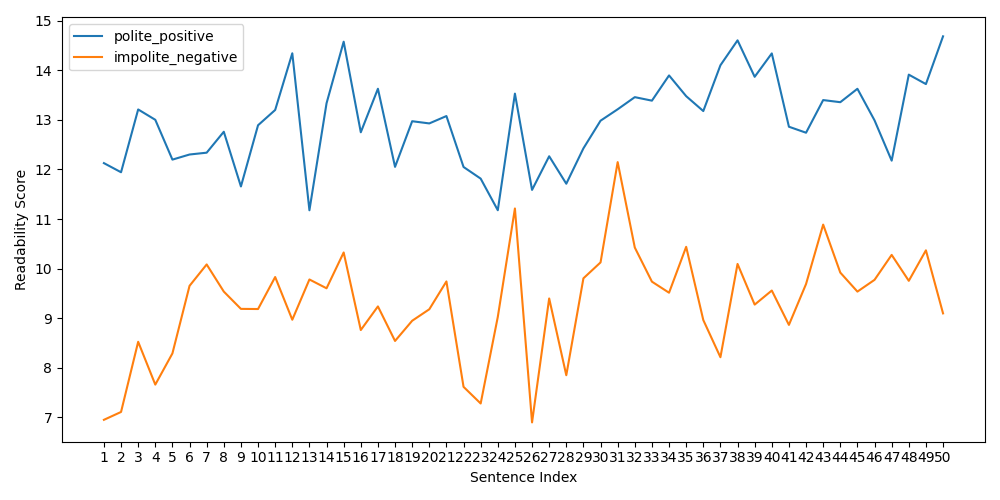 polite_positive
impolite_negative
Readability Score
15
14
13
12
11
10
9
8
7
1 2 3 4 5 6 7 8 9 10 11 12 13 14 15 16 17 18 19 20 21 22 23 24 25 26 27 28 29 30 31 32 33 34 35 36 37 38 39 40 41 42 43 44 45 46 47 48 49 50
Sentence Index